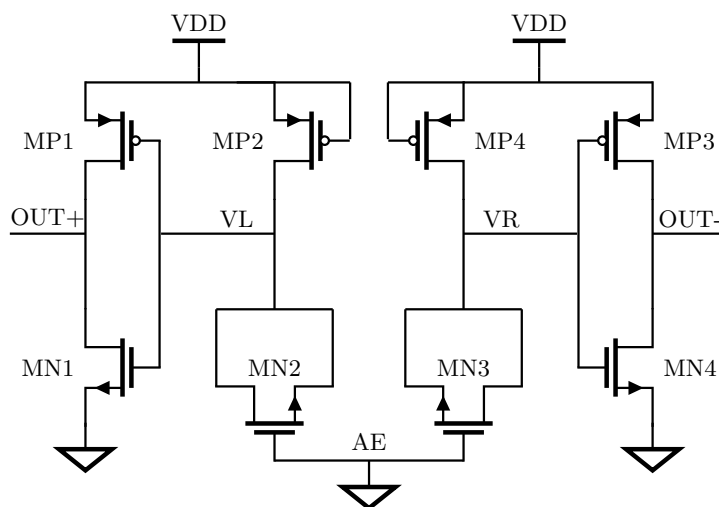 VDD VDD
MP1 MP2 MP4 MP3
OUT+ VL VR OUT-
MN1 MN2 MN3 MN4
AE